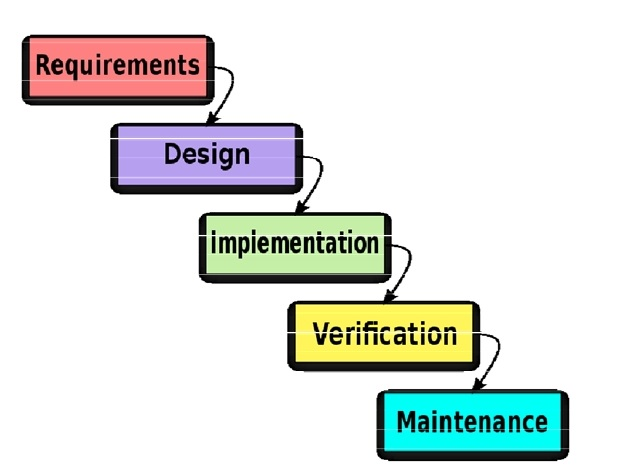 Requirements
Design
implementation
Verification
Maintenance